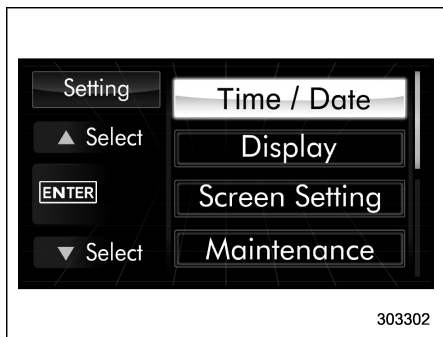 Setting
▲ Select
ENTER
▼ Select
Time / Date
Display
Screen Setting
Maintenance
303302